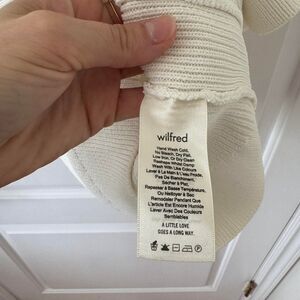 wilfred
Hand Wash Cold,
No Bleach, Dry Flat,
Low Iron, Or Dry Clean
Reshape Whilst Damp
Wash With Like Colours
Laver À La Main À L'eau Froide,
Pas De Blanchiment,
Sécher À Plat,
Repasser À Basse Température,
Ou Nettoyer À Sec
Remodeler Pendant Que
L'article Est Encore Humide
Laver Avec Des Couleurs
Semblables
A LITTLE LOVE
GOES A LONG WAY.